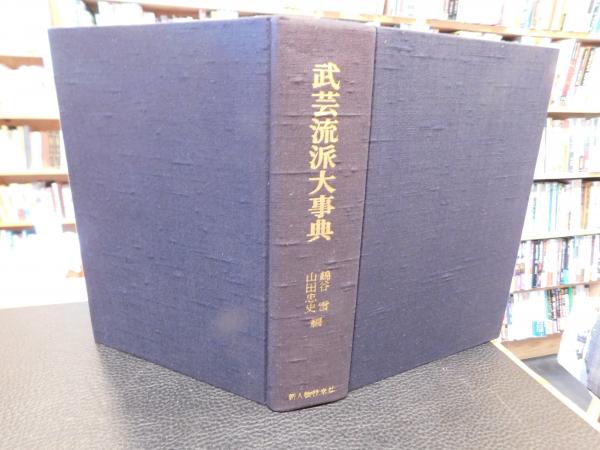 武芸流派大事典
綿谷 雪
山田忠史 編
新人物往来社